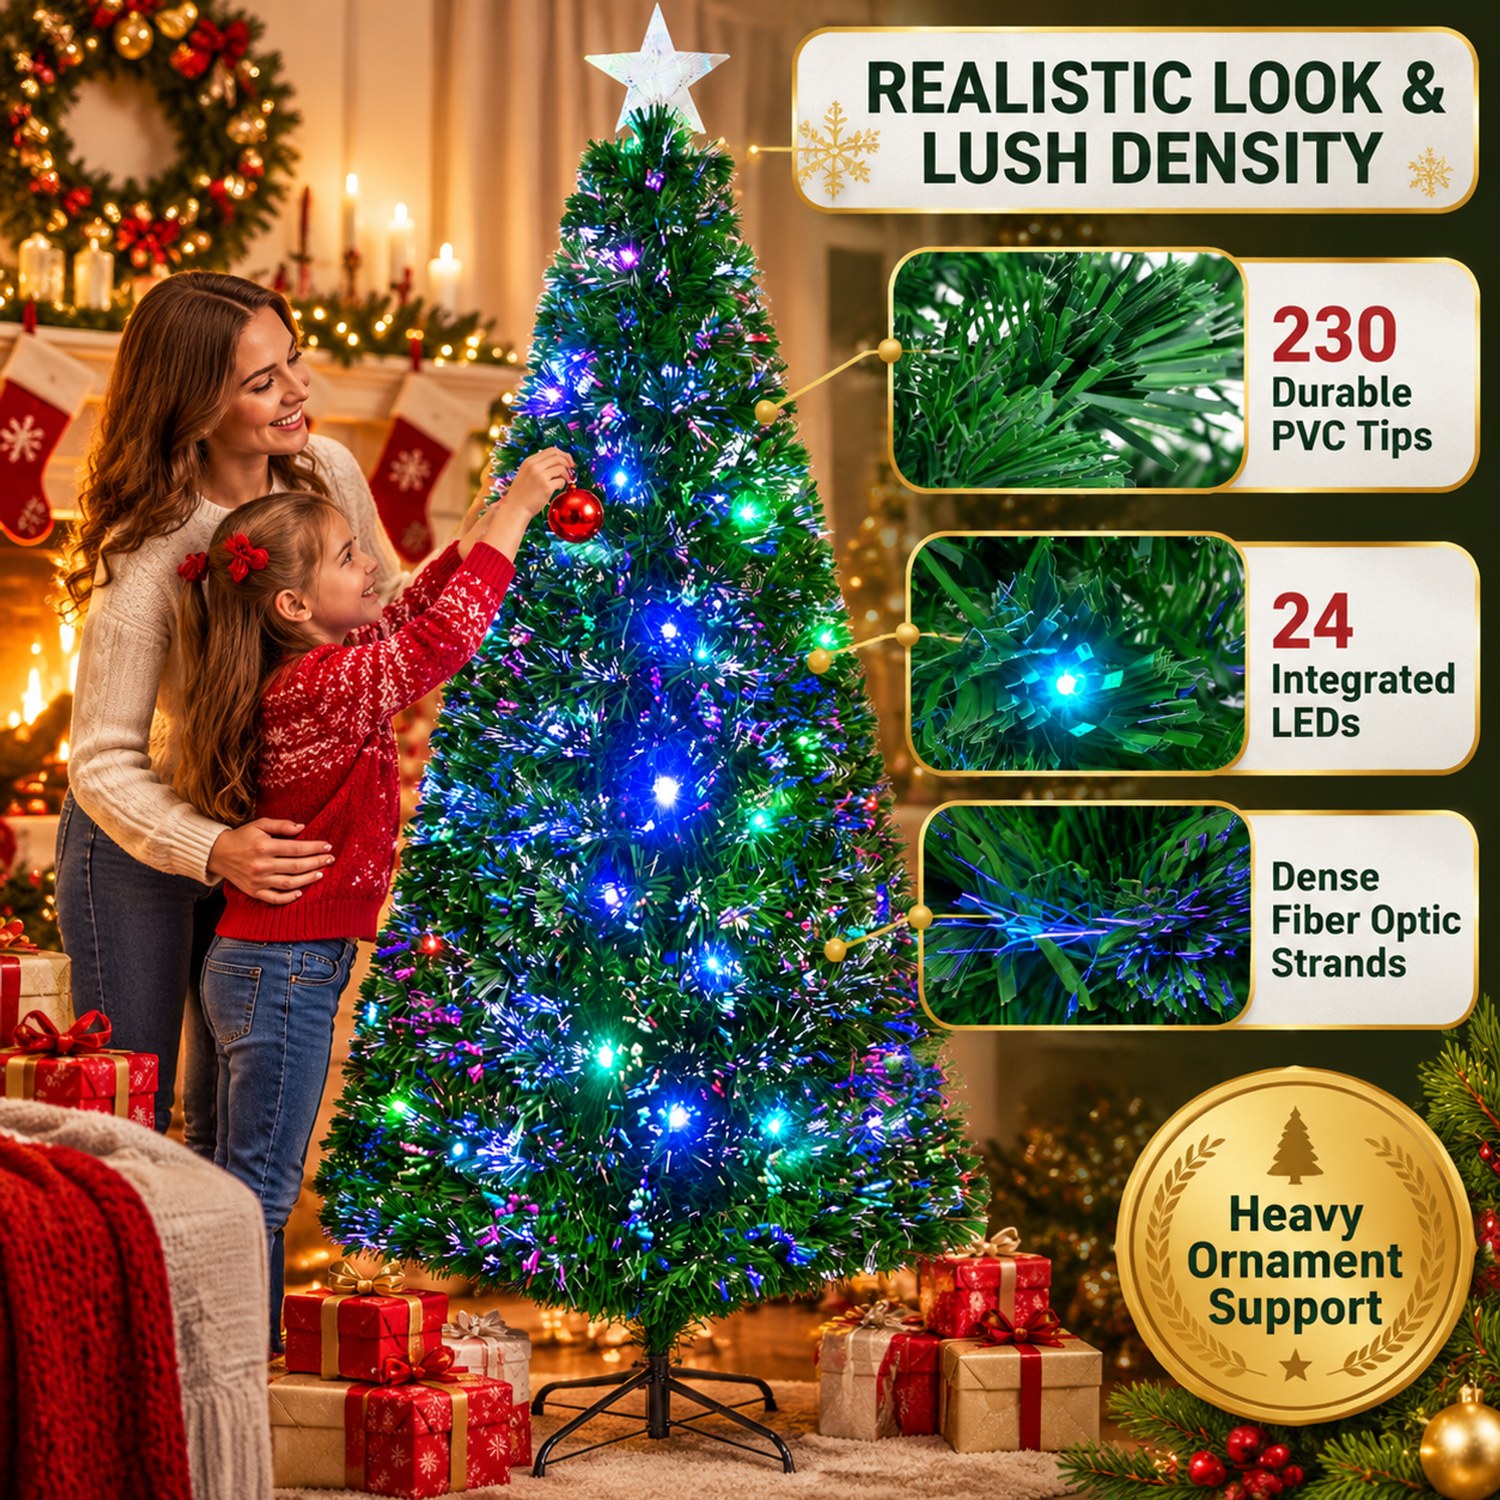 REALISTIC LOOK &
LUSH DENSITY
230
Durable
PVC Tips
24
Integrated
LEDs
Dense
Fiber Optic
Strands
Heavy
Ornament
Support